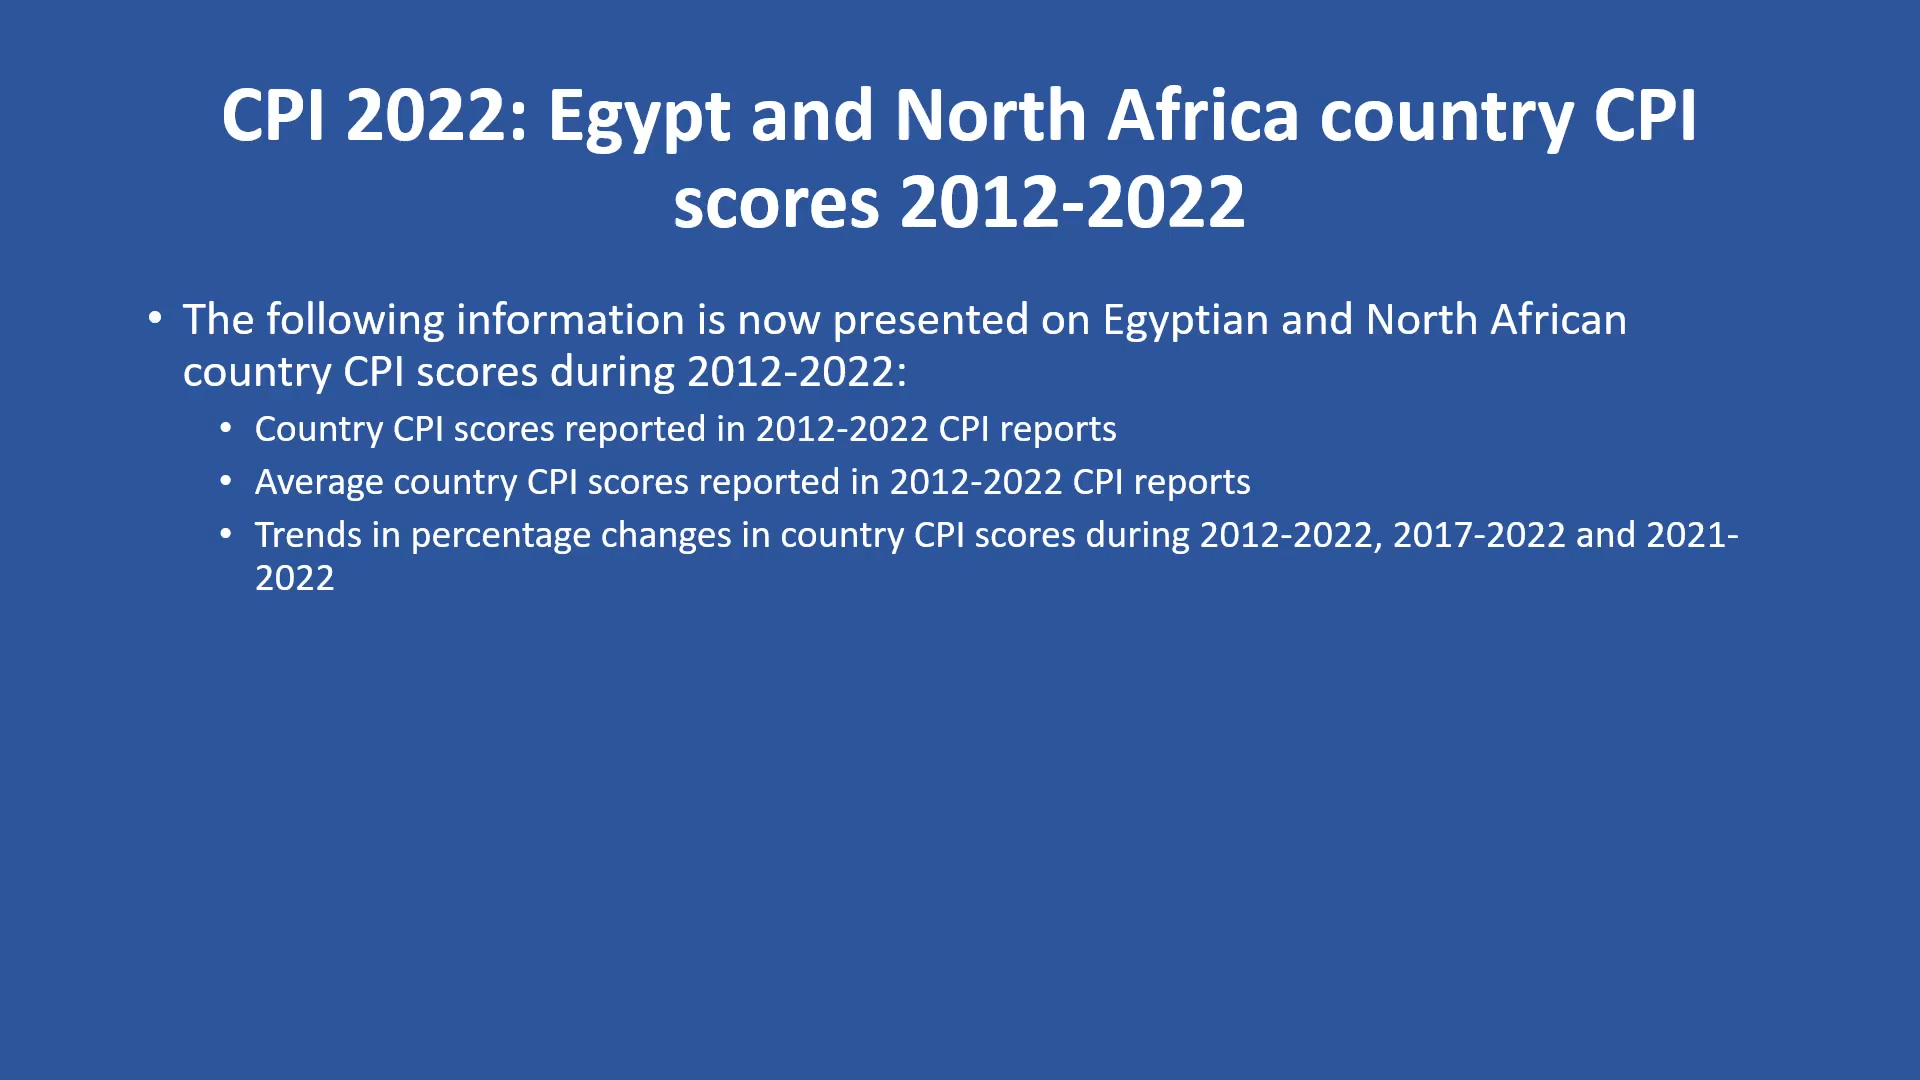 CPI 2022: Egypt and North Africa country CPI
scores 2012-2022
• The following information is now presented on Egyptian and North African
country CPI scores during 2012-2022:
• Country CPI scores reported in 2012-2022 CPI reports
• Average country CPI scores reported in 2012-2022 CPI reports
• Trends in percentage changes in country CPI scores during 2012-2022, 2017-2022 and 2021-
2022